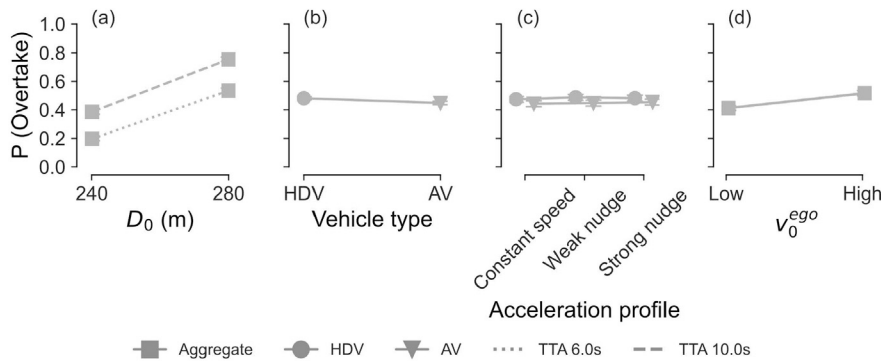 (a) (b) (c) (d)
P (Overtake)
1.0
0.8
0.6
0.4
0.2
0.0
240 280
D₀ (m)
HDV AV
Vehicle type
Constant speed
Weak nudge
Strong nudge
Acceleration profile
Low High
v₀ᵉᵍᵒ
Aggregate HDV AV TTA 6.0s TTA 10.0s